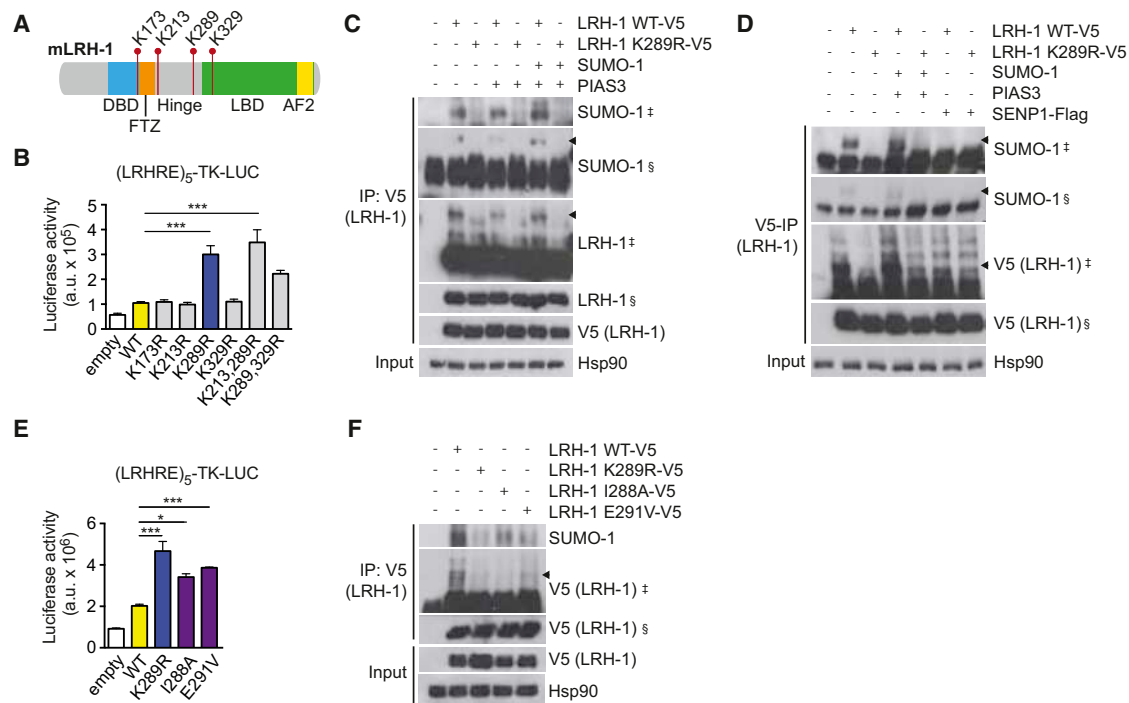 A
mLRH-1
K173
K213
K289
K329
DBD
FTZ
Hinge
LBD
AF2
B
(LRHRE)5-TK-LUC
Luciferase activity
(a.u. x 10^5)
5
4
3
2
1
0
***
***
empty
WT
K173R
K213R
K289R
K329R
K213,289R
K289,329R
C
- + - + - + - LRH-1 WT-V5
- - + - + - + LRH-1 K289R-V5
- - - - - + + SUMO-1
- - - + + + + PIAS3
IP: V5
(LRH-1)
SUMO-1‡
SUMO-1§
LRH-1‡
LRH-1§
V5 (LRH-1)
Input
Hsp90
D
- + - + - + - LRH-1 WT-V5
- - + - + - + LRH-1 K289R-V5
- - - + + - - SUMO-1
- - - + + - - PIAS3
- - - - - + + SENP1-Flag
V5-IP
(LRH-1)
SUMO-1‡
SUMO-1§
V5 (LRH-1)‡
V5 (LRH-1)§
Input
Hsp90
E
(LRHRE)5-TK-LUC
Luciferase activity
(a.u. x 10^6)
6
4
2
0
***
*
***
empty
WT
K289R
I288A
E291V
F
- + - - - LRH-1 WT-V5
- - + - - LRH-1 K289R-V5
- - - + - LRH-1 I288A-V5
- - - - + LRH-1 E291V-V5
IP: V5
(LRH-1)
SUMO-1
V5 (LRH-1) ‡
V5 (LRH-1) §
Input
V5 (LRH-1)
Hsp90